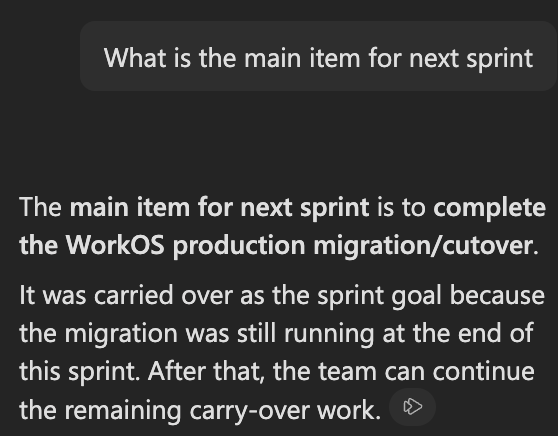 What is the main item for next sprint
The main item for next sprint is to complete
the WorkOS production migration/cutover.
It was carried over as the sprint goal because
the migration was still running at the end of
this sprint. After that, the team can continue
the remaining carry-over work.